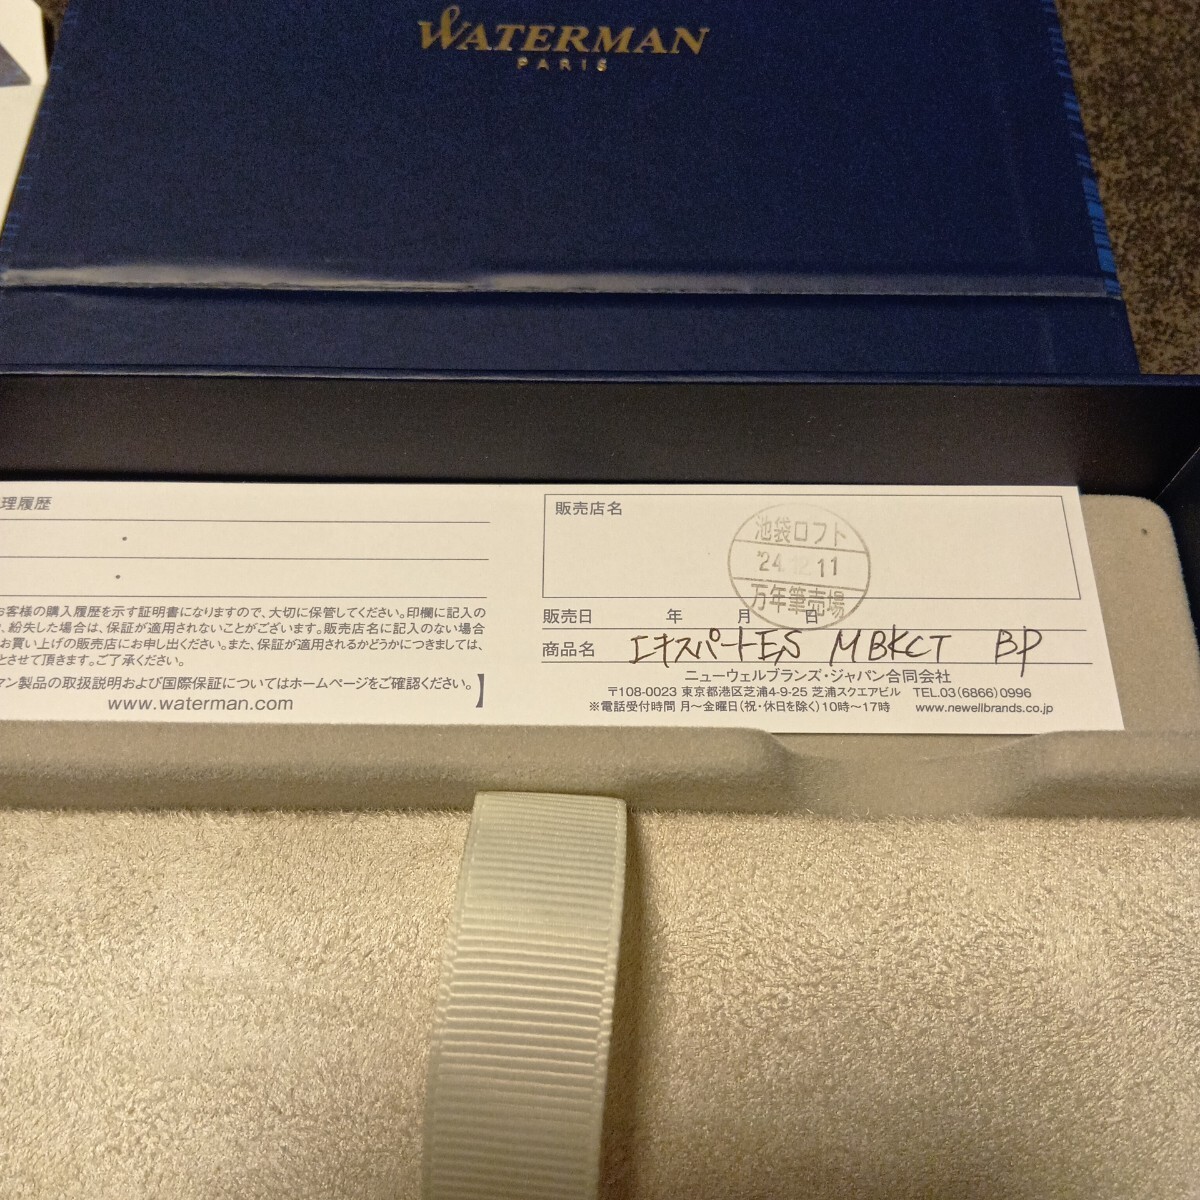 WATERMAN
PARIS
理履歴
お客様の購入履歴を示す証明書になりますので、大切に保管してください。印欄に記入の
、紛失した場合は、保証が適用されないことがございます。販売店名に記入のない場合
お買い上げの販売店にお申し出ください。また、保証が適用されるかどうかにつきましては、
とさせて頂きます。ご了承ください。
マン製品の取扱説明および国際保証についてはホームページをご確認ください。】
www.waterman.com
販売店名
池袋ロフト
'24.12.11
万年筆売場
販売日 年 月 日
商品名 エキスパートES MBKCT BP
ニューウェルブランズ・ジャパン合同会社
〒108-0023 東京都港区芝浦4-9-25 芝浦スクエアビル TEL.03(6866)0996
※電話受付時間 月〜金曜日(祝・休日を除く)10時〜17時 www.newellbrands.co.jp